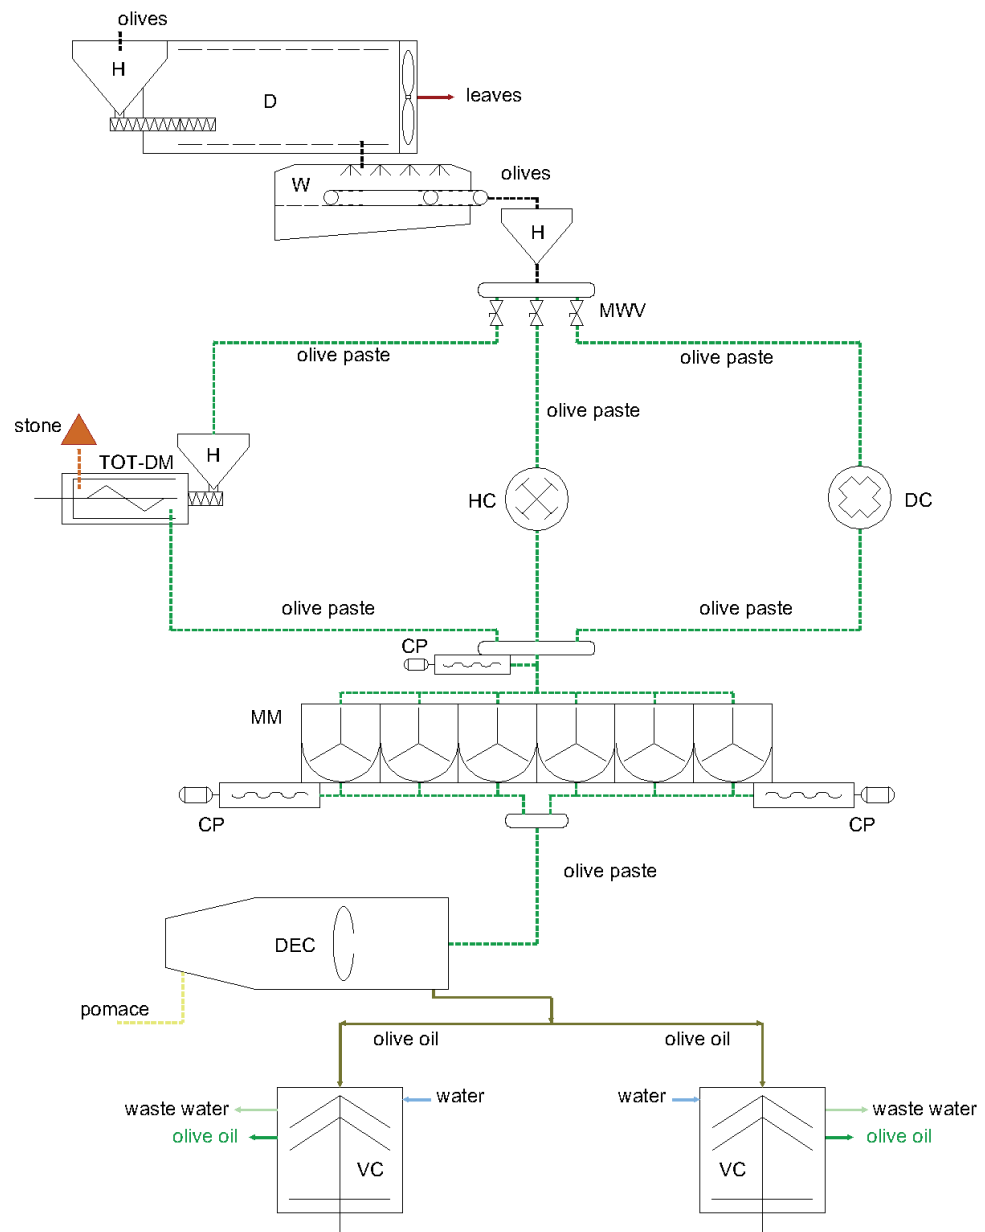 olives
H
D
leaves
W
olives
H
MWV
olive paste
olive paste
olive paste
stone
TOT-DM
H
HC
DC
olive paste
olive paste
CP
MM
CP
CP
olive paste
DEC
pomace
olive oil
olive oil
water
water
waste water
waste water
olive oil
olive oil
VC
VC